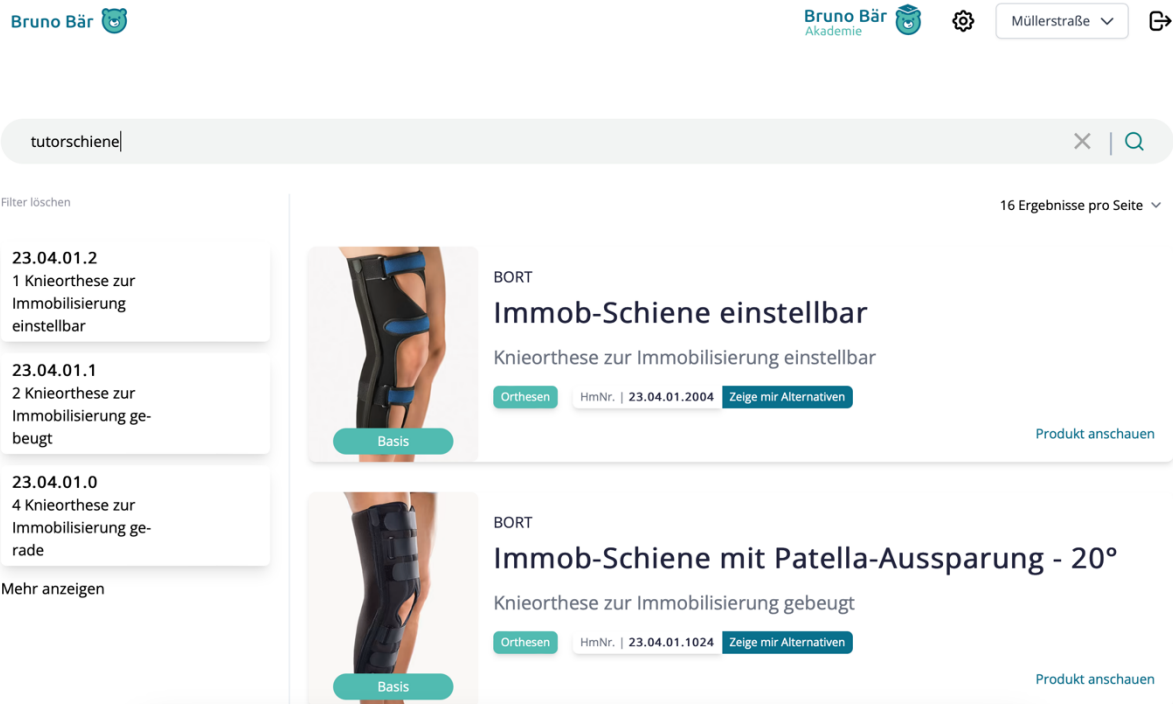 Bruno Bär
Bruno Bär
Akademie
Müllerstraße
tutorschiene
Filter löschen
16 Ergebnisse pro Seite
23.04.01.2
1 Knieorthese zur
Immobilisierung
einstellbar
23.04.01.1
2 Knieorthese zur
Immobilisierung ge-
beugt
23.04.01.0
4 Knieorthese zur
Immobilisierung ge-
rade
Mehr anzeigen
Basis
BORT
Immob-Schiene einstellbar
Knieorthese zur Immobilisierung einstellbar
Orthesen HmNr. | 23.04.01.2004 Zeige mir Alternativen
Produkt anschauen
Basis
BORT
Immob-Schiene mit Patella-Aussparung - 20°
Knieorthese zur Immobilisierung gebeugt
Orthesen HmNr. | 23.04.01.1024 Zeige mir Alternativen
Produkt anschauen